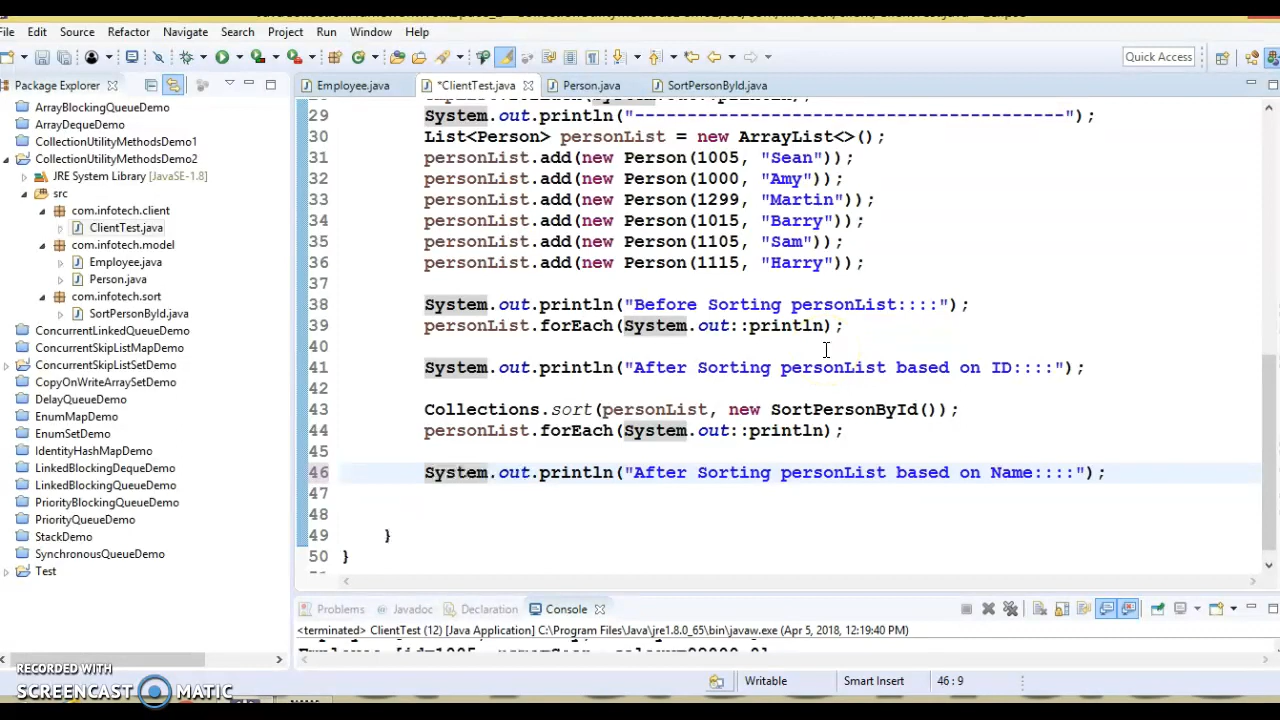 File Edit Source Refactor Navigate Search Project Run Window Help
Quick Access
Package Explorer
Employee.java *ClientTest.java Person.java SortPersonById.java
ArrayBlockingQueueDemo
ArrayDequeDemo
CollectionUtilityMethodsDemo1
CollectionUtilityMethodsDemo2
JRE System Library [JavaSE-1.8]
src
com.infotech.client
ClientTest.java
com.infotech.model
Employee.java
Person.java
com.infotech.sort
SortPersonById.java
ConcurrentLinkedQueueDemo
ConcurrentSkipListMapDemo
ConcurrentSkipListSetDemo
CopyOnWriteArraySetDemo
DelayQueueDemo
EnumMapDemo
EnumSetDemo
IdentityHashMapDemo
LinkedBlockingDequeDemo
LinkedBlockingQueueDemo
PriorityBlockingQueueDemo
PriorityQueueDemo
StackDemo
SynchronousQueueDemo
Test
29 System.out.println("-----------------------------------------");
30 List<Person> personList = new ArrayList<>();
31 personList.add(new Person(1005, "Sean"));
32 personList.add(new Person(1000, "Amy"));
33 personList.add(new Person(1299, "Martin"));
34 personList.add(new Person(1015, "Barry"));
35 personList.add(new Person(1105, "Sam"));
36 personList.add(new Person(1115, "Harry"));
37
38 System.out.println("Before Sorting personList::::");
39 personList.forEach(System.out::println);
40
41 System.out.println("After Sorting personList based on ID::::");
42
43 Collections.sort(personList, new SortPersonById());
44 personList.forEach(System.out::println);
45
46 System.out.println("After Sorting personList based on Name::::");
47
48
49 }
50 }
Problems Javadoc Declaration Console
<terminated> ClientTest (12) [Java Application] C:\Program Files\Java\jre1.8.0_65\bin\javaw.exe (Apr 5, 2018, 12:19:40 PM)
Writable Smart Insert 46 : 9
RECORDED WITH
SCREENCAST MATIC